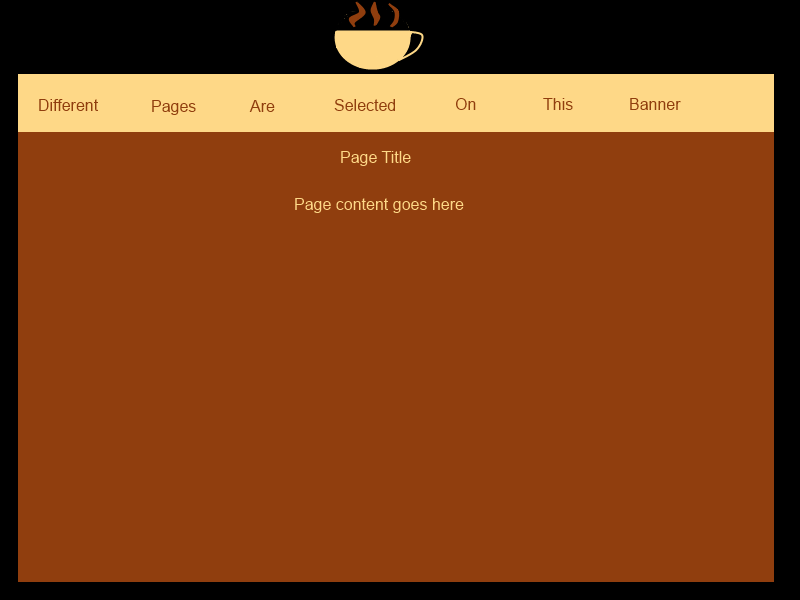 Different Pages Are Selected On This Banner
Page Title
Page content goes here